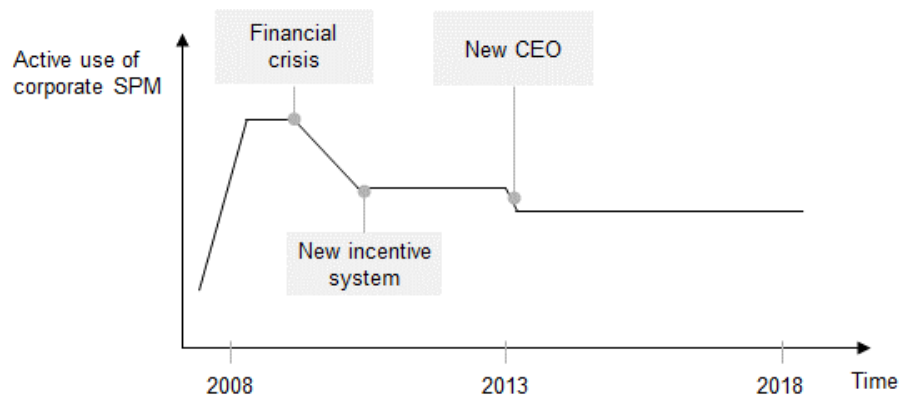 Financial
crisis
New CEO
Active use of
corporate SPM
New incentive
system
2008
2013
2018
Time